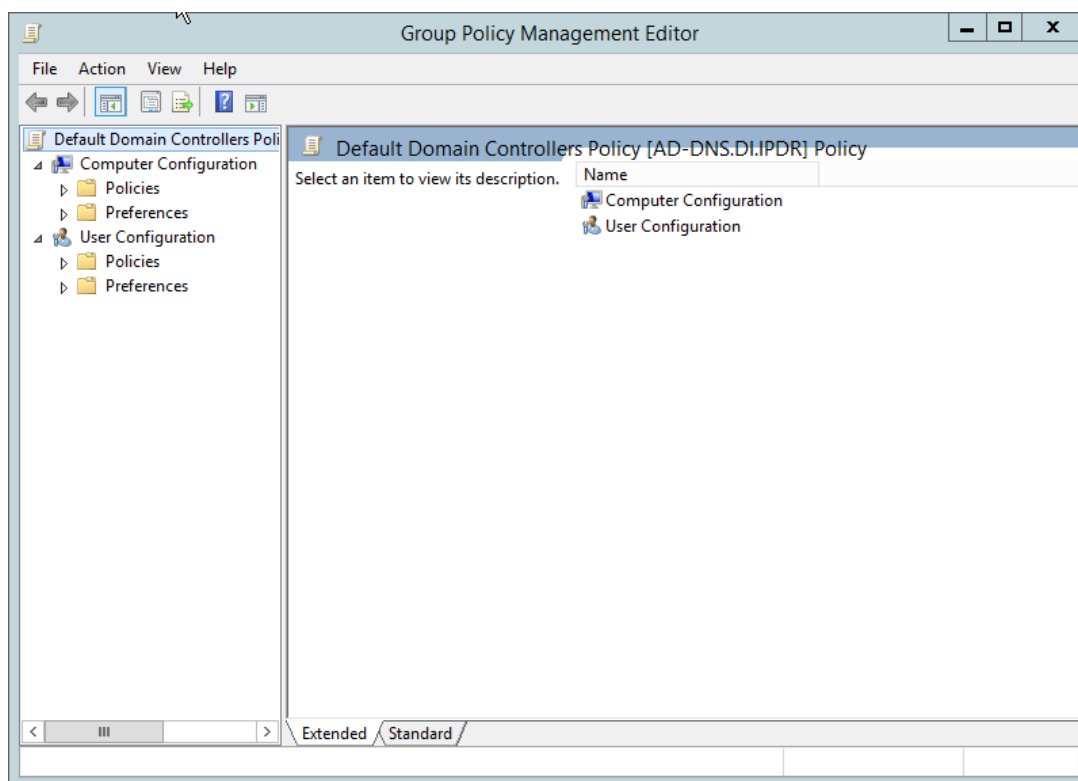 Group Policy Management Editor
File Action View Help
Default Domain Controllers Poli
Computer Configuration
Policies
Preferences
User Configuration
Policies
Preferences
Default Domain Controllers Policy [AD-DNS.DI.IPDR] Policy
Select an item to view its description.
Name
Computer Configuration
User Configuration
Extended Standard